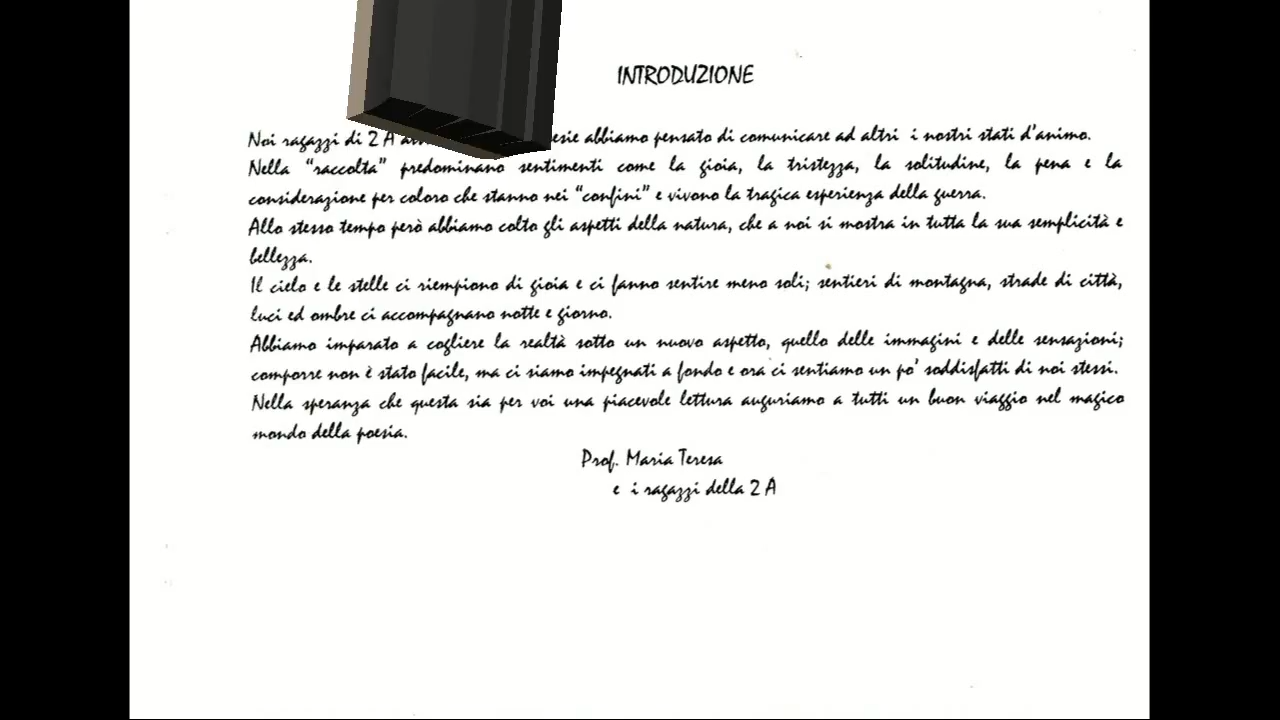 INTRODUZIONE
Noi ragazzi di 2 A abbiamo pensato di comunicare ad altri i nostri stati d'animo.
Nella "raccolta" predominano sentimenti come la gioia, la tristezza, la solitudine, la pena e la
considerazione per coloro che stanno nei "confini" e vivono la tragica esperienza della guerra.
Allo stesso tempo però abbiamo colto gli aspetti della natura, che a noi si mostra in tutta la sua semplicità e
bellezza.
Il cielo e le stelle ci riempiono di gioia e ci fanno sentire meno soli; sentieri di montagna, strade di città,
luci ed ombre ci accompagnano notte e giorno.
Abbiamo imparato a cogliere la realtà sotto un nuovo aspetto, quello delle immagini e delle sensazioni;
comporre non è stato facile, ma ci siamo impegnati a fondo e ora ci sentiamo un po' soddisfatti di noi stessi.
Nella speranza che questa sia per voi una piacevole lettura auguriamo a tutti un buon viaggio nel magico
mondo della poesia.
Prof. Maria Teresa
e i ragazzi della 2 A